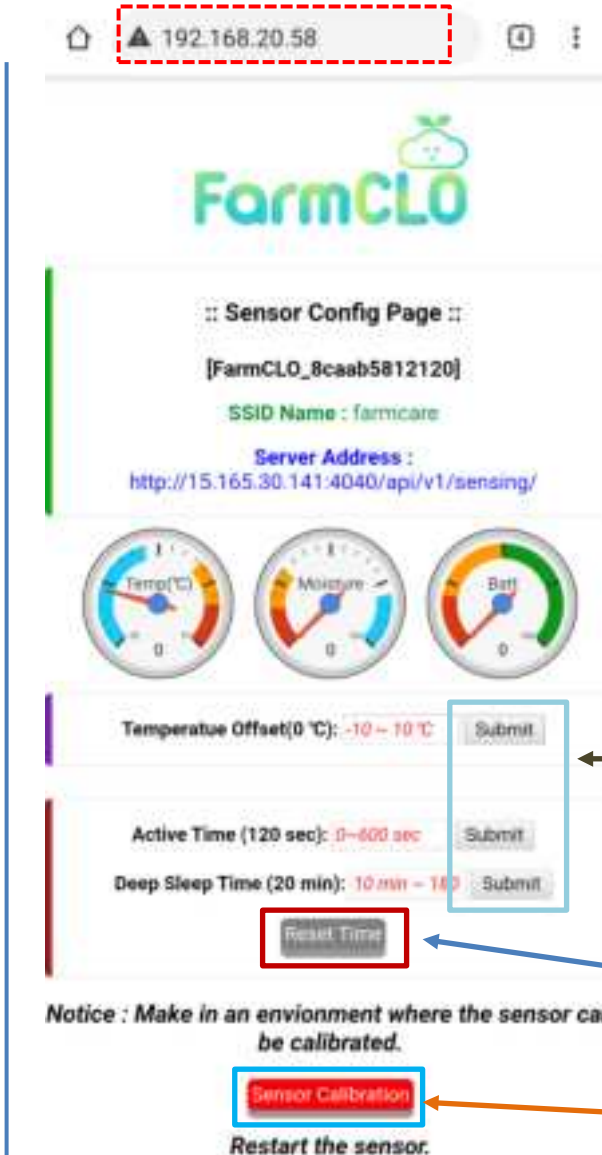 192.168.20.58
4
FarmCLO
:: Sensor Config Page ::
[FarmCLO_8caab5812120]
SSID Name : farmcare
Server Address :
http://15.165.30.141:4040/api/v1/sensing/
Temp(℃) Moisture Batt
0 0 0
Temperatue Offset(0 ℃): -10 ~ 10 ℃ Submit
Active Time (120 sec): 0~600 sec Submit
Deep Sleep Time (20 min): 10 min ~ 180 Submit
Reset Time
Notice : Make in an envionment where the sensor ca
be calibrated.
Sensor Calibration
Restart the sensor.